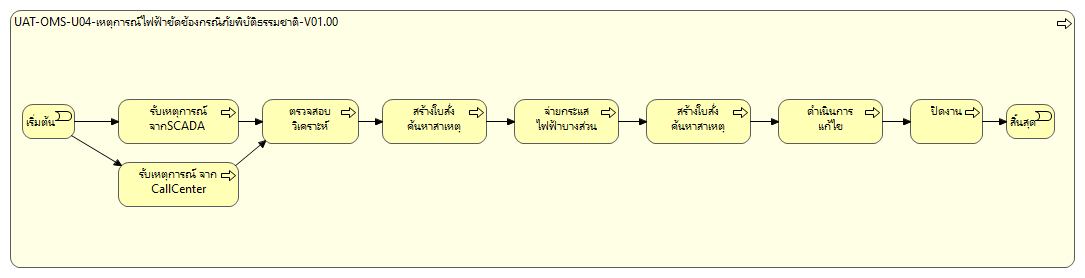 UAT-OMS-U04-เหตุการณ์ไฟฟ้าขัดข้องกรณีภัยพิบัติธรรมชาติ-V01.00
เริ่มต้น
รับเหตุการณ์
จากSCADA
รับเหตุการณ์ จาก
CallCenter
ตรวจสอบ
วิเคราะห์
สร้างใบสั่ง
ค้นหาสาเหตุ
จ่ายกระแส
ไฟฟ้าบางส่วน
สร้างใบสั่ง
ค้นหาสาเหตุ
ดำเนินการ
แก้ไข
ปิดงาน
สิ้นสุด